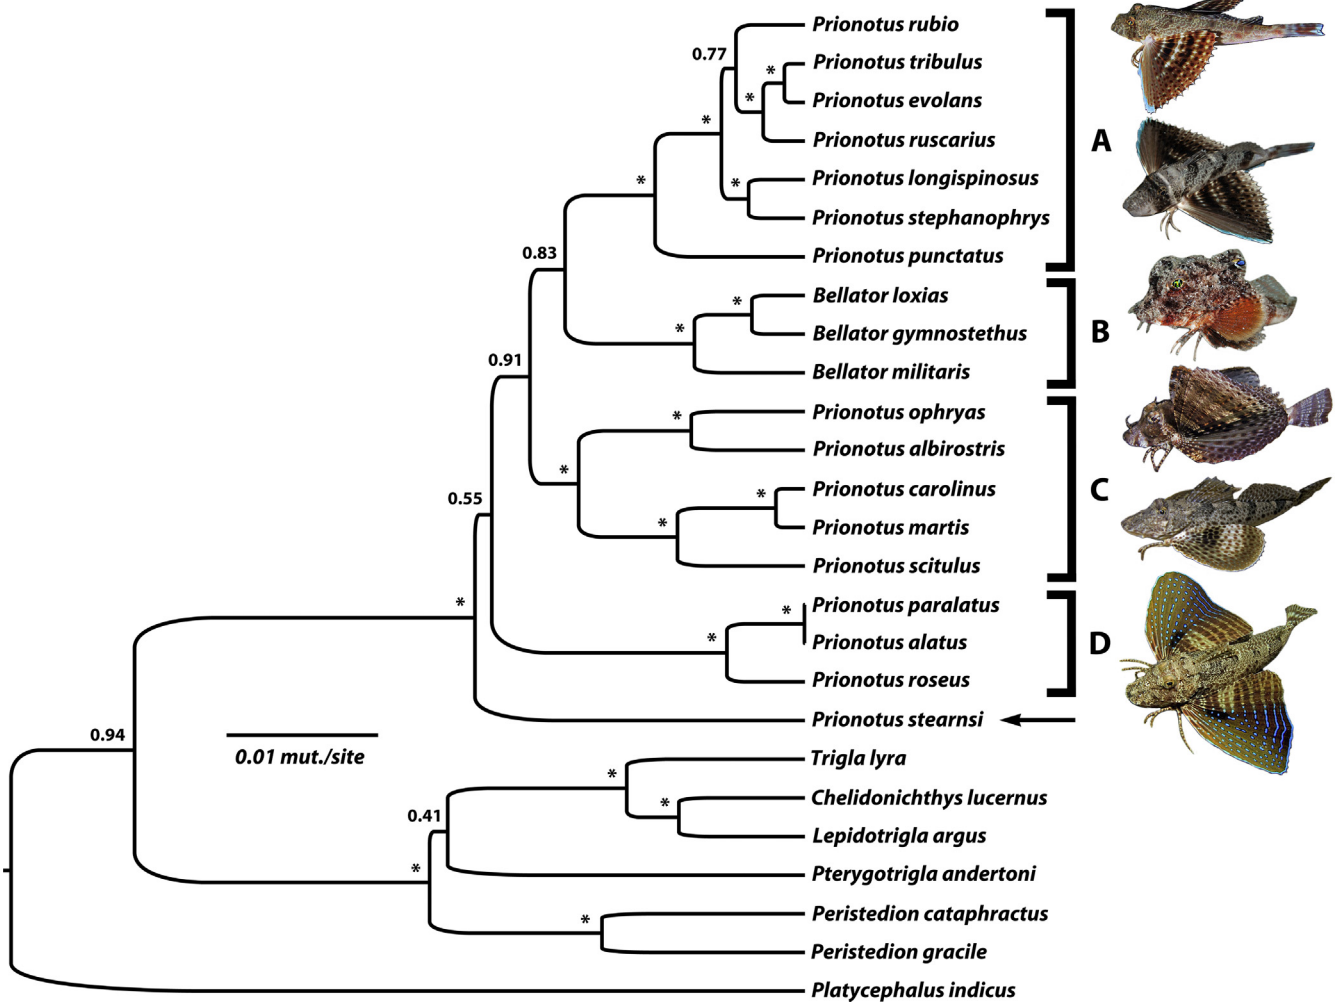 Prionotus rubio
0.77
Prionotus tribulus
*
Prionotus evolans
*
*
Prionotus ruscarius
A
Prionotus longispinosus
*
*
Prionotus stephanophrys
0.83
Prionotus punctatus
Bellator loxias
*
Bellator gymnostethus
*
B
0.91
Bellator militaris
Prionotus ophryas
*
Prionotus albirostris
*
Prionotus carolinus
*
C
0.55
Prionotus martis
*
Prionotus scitulus
*
Prionotus paralatus
*
Prionotus alatus
*
D
Prionotus roseus
Prionotus stearnsi
0.94
0.01 mut./site
Trigla lyra
*
Chelidonichthys lucernus
*
0.41
Lepidotrigla argus
*
Pterygotrigla andertoni
Peristedion cataphractus
*
Peristedion gracile
Platycephalus indicus